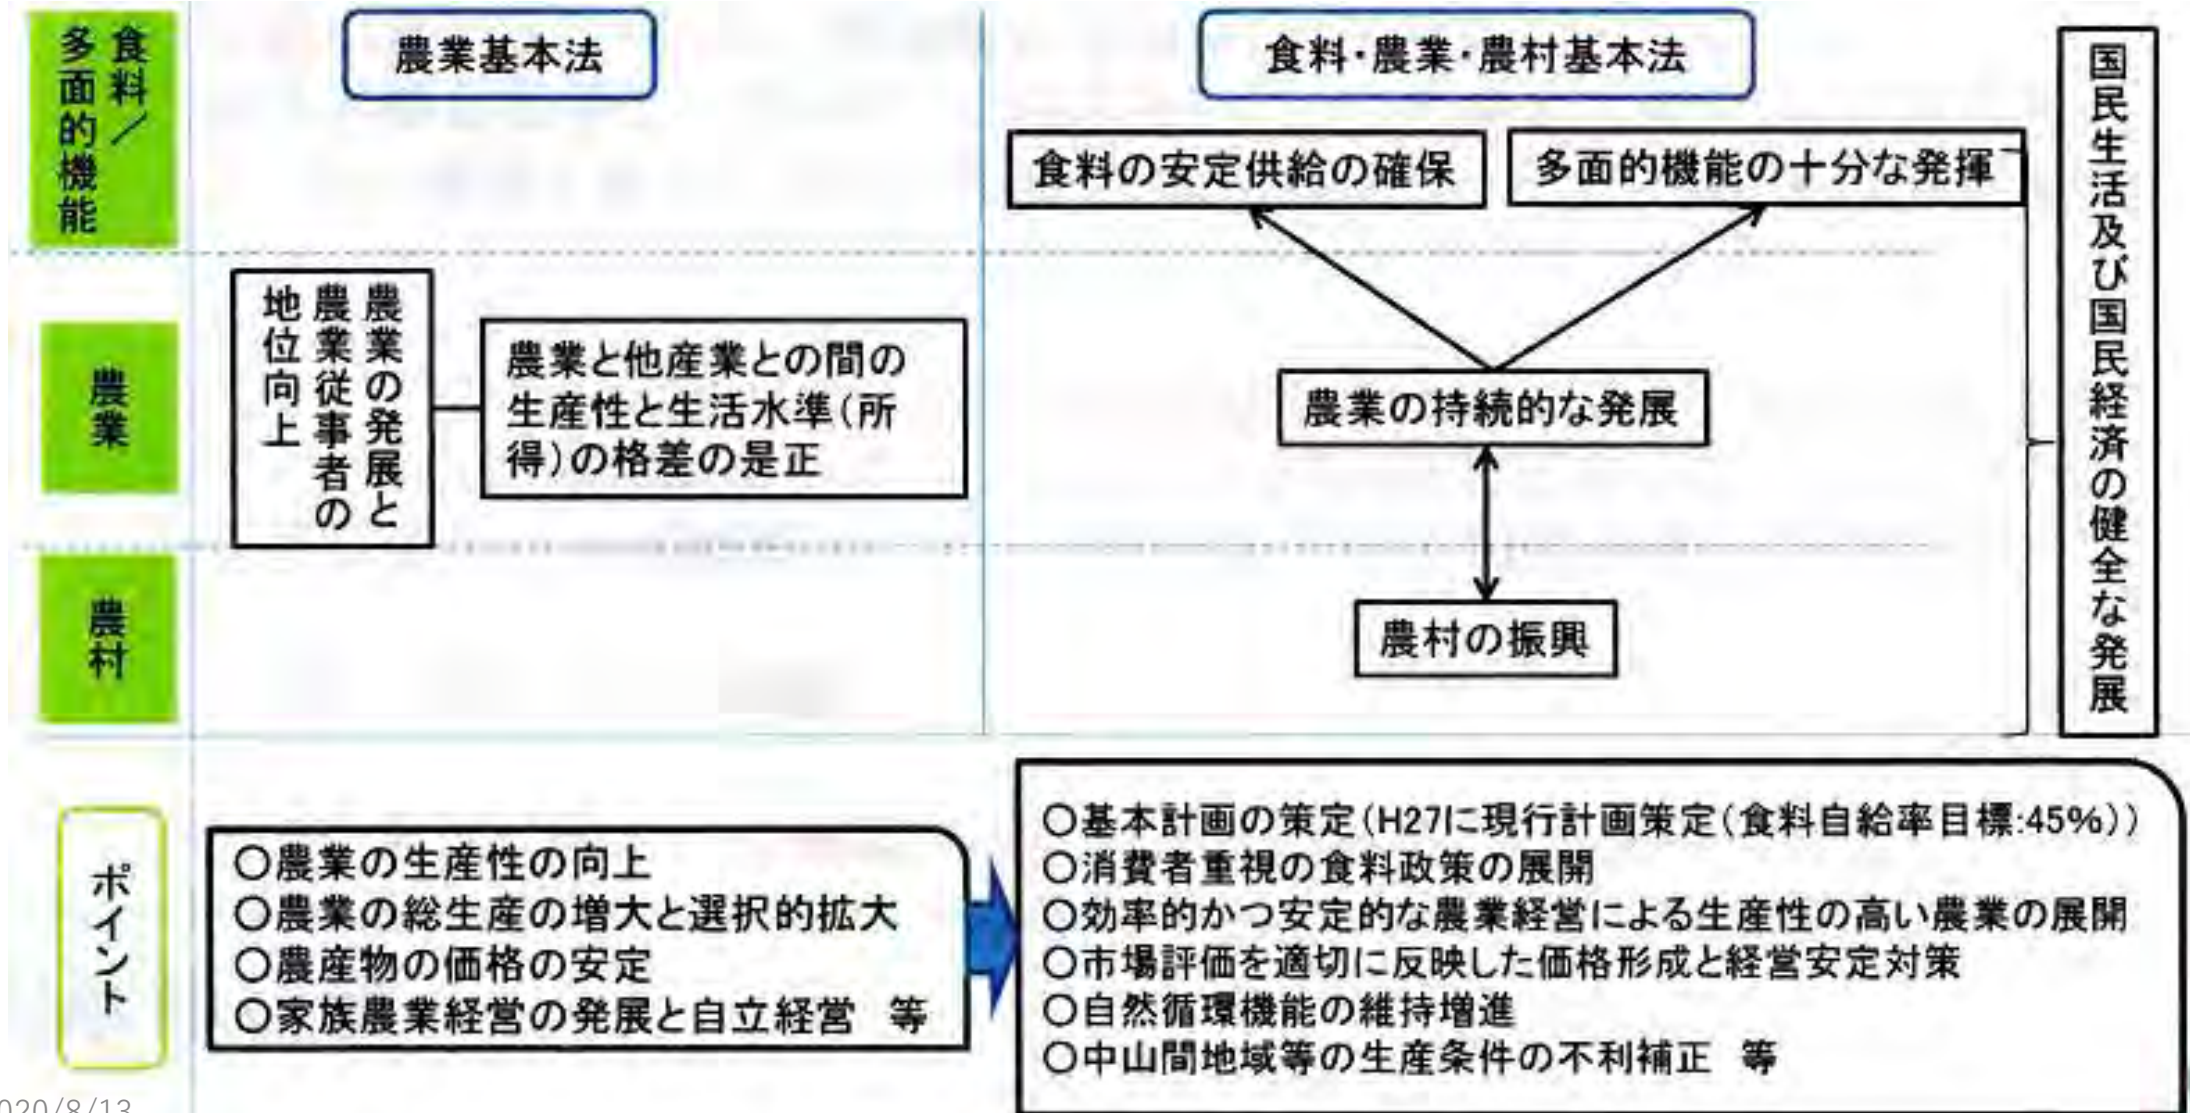 食料／
多面的機能
農業基本法
食料・農業・農村基本法
食料の安定供給の確保
多面的機能の十分な発揮
国民生活及び国民経済の健全な発展
農業
農業の発展と
農業従事者の
地位向上
農業と他産業との間の
生産性と生活水準(所
得)の格差の是正
農業の持続的な発展
農村
農村の振興
ポイント
○農業の生産性の向上
○農業の総生産の増大と選択的拡大
○農産物の価格の安定
○家族農業経営の発展と自立経営 等
○基本計画の策定(H27に現行計画策定(食料自給率目標:45%))
○消費者重視の食料政策の展開
○効率的かつ安定的な農業経営による生産性の高い農業の展開
○市場評価を適切に反映した価格形成と経営安定対策
○自然循環機能の維持増進
○中山間地域等の生産条件の不利補正 等
020/8/13